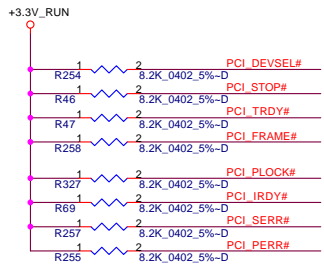 +3.3V_RUN
1 2 PCI_DEVSEL#
R254 8.2K_0402_5%~D
1 2 PCI_STOP#
R46 8.2K_0402_5%~D
1 2 PCI_TRDY#
R47 8.2K_0402_5%~D
1 2 PCI_FRAME#
R258 8.2K_0402_5%~D
1 2 PCI_PLOCK#
R327 8.2K_0402_5%~D
1 2 PCI_IRDY#
R69 8.2K_0402_5%~D
1 2 PCI_SERR#
R257 8.2K_0402_5%~D
1 2 PCI_PERR#
R255 8.2K_0402_5%~D